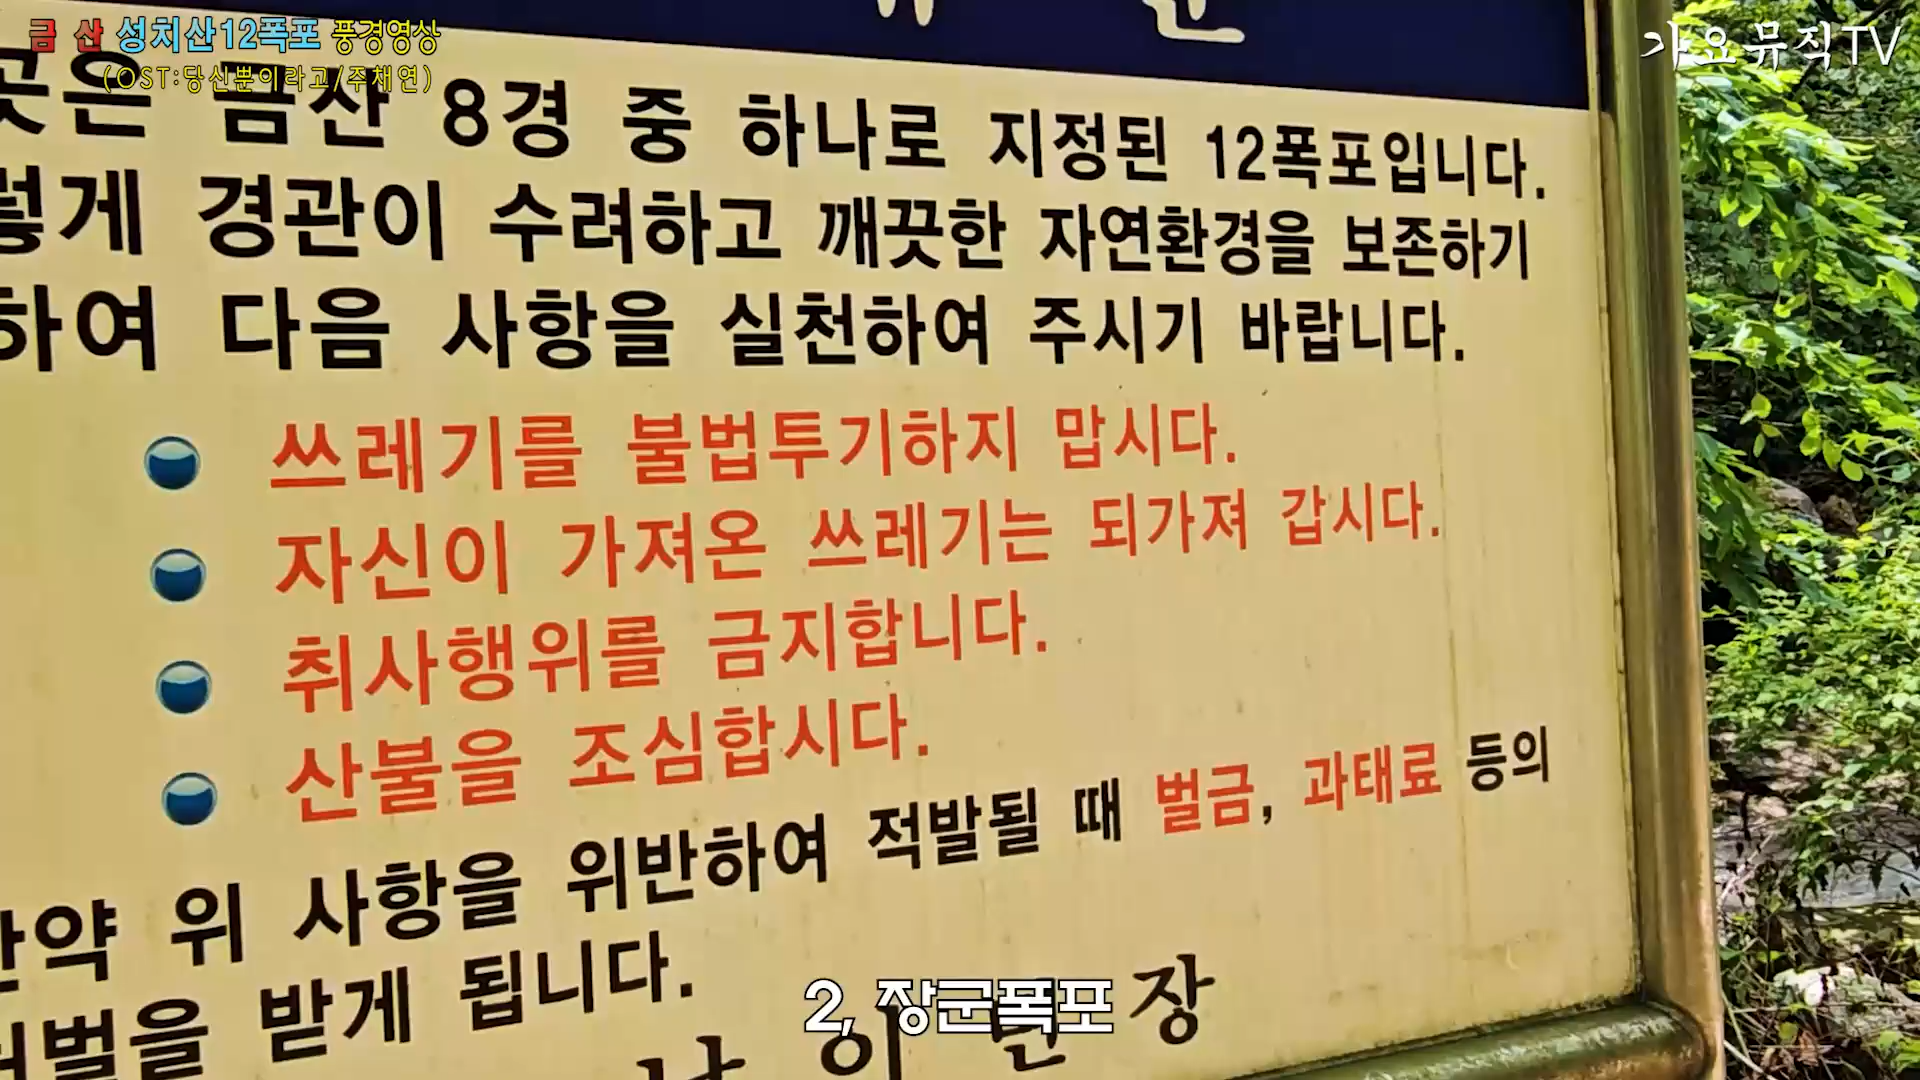 금 산 성치산12폭포 풍경영상
(OST:당신뿐이라고/주채연)
가요뮤직TV
곳은 금산 8경 중 하나로 지정된 12폭포입니다.
렇게 경관이 수려하고 깨끗한 자연환경을 보존하기
하여 다음 사항을 실천하여 주시기 바랍니다.
쓰레기를 불법투기하지 맙시다.
자신이 가져온 쓰레기는 되가져 갑시다.
취사행위를 금지합니다.
산불을 조심합시다.
만약 위 사항을 위반하여 적발될 때 벌금, 과태료 등의
처벌을 받게 됩니다.
장
2, 장군폭포